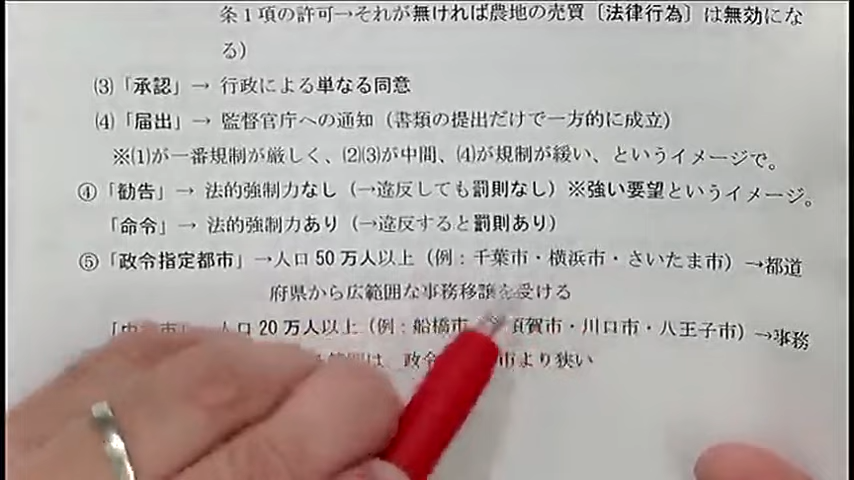 条1項の許可→それが無ければ農地の売買〔法律行為〕は無効にな
る)
⑶「承認」→ 行政による単なる同意
⑷「届出」→ 監督官庁への通知（書類の提出だけで一方的に成立）
※⑴が一番規制が厳しく、⑵⑶が中間、⑷が規制が緩い、というイメージで。
④「勧告」→ 法的強制力なし（→違反しても罰則なし）※強い要望というイメージ。
「命令」→ 法的強制力あり（→違反すると罰則あり）
⑤「政令指定都市」→人口 50 万人以上（例：千葉市・横浜市・さいたま市）→都道
府県から広範囲な事務移譲を受ける
市」 人口 20 万人以上（例：船橋市・ 須賀市・川口市・八王子市）→事務
範囲は、政令 市より狭い